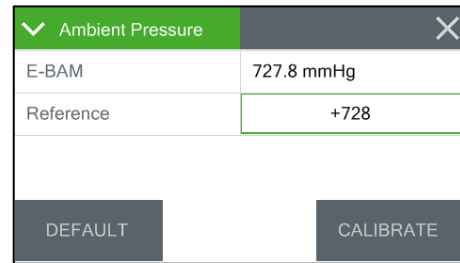 Ambient Pressure
E-BAM 727.8 mmHg
Reference +728
DEFAULT CALIBRATE